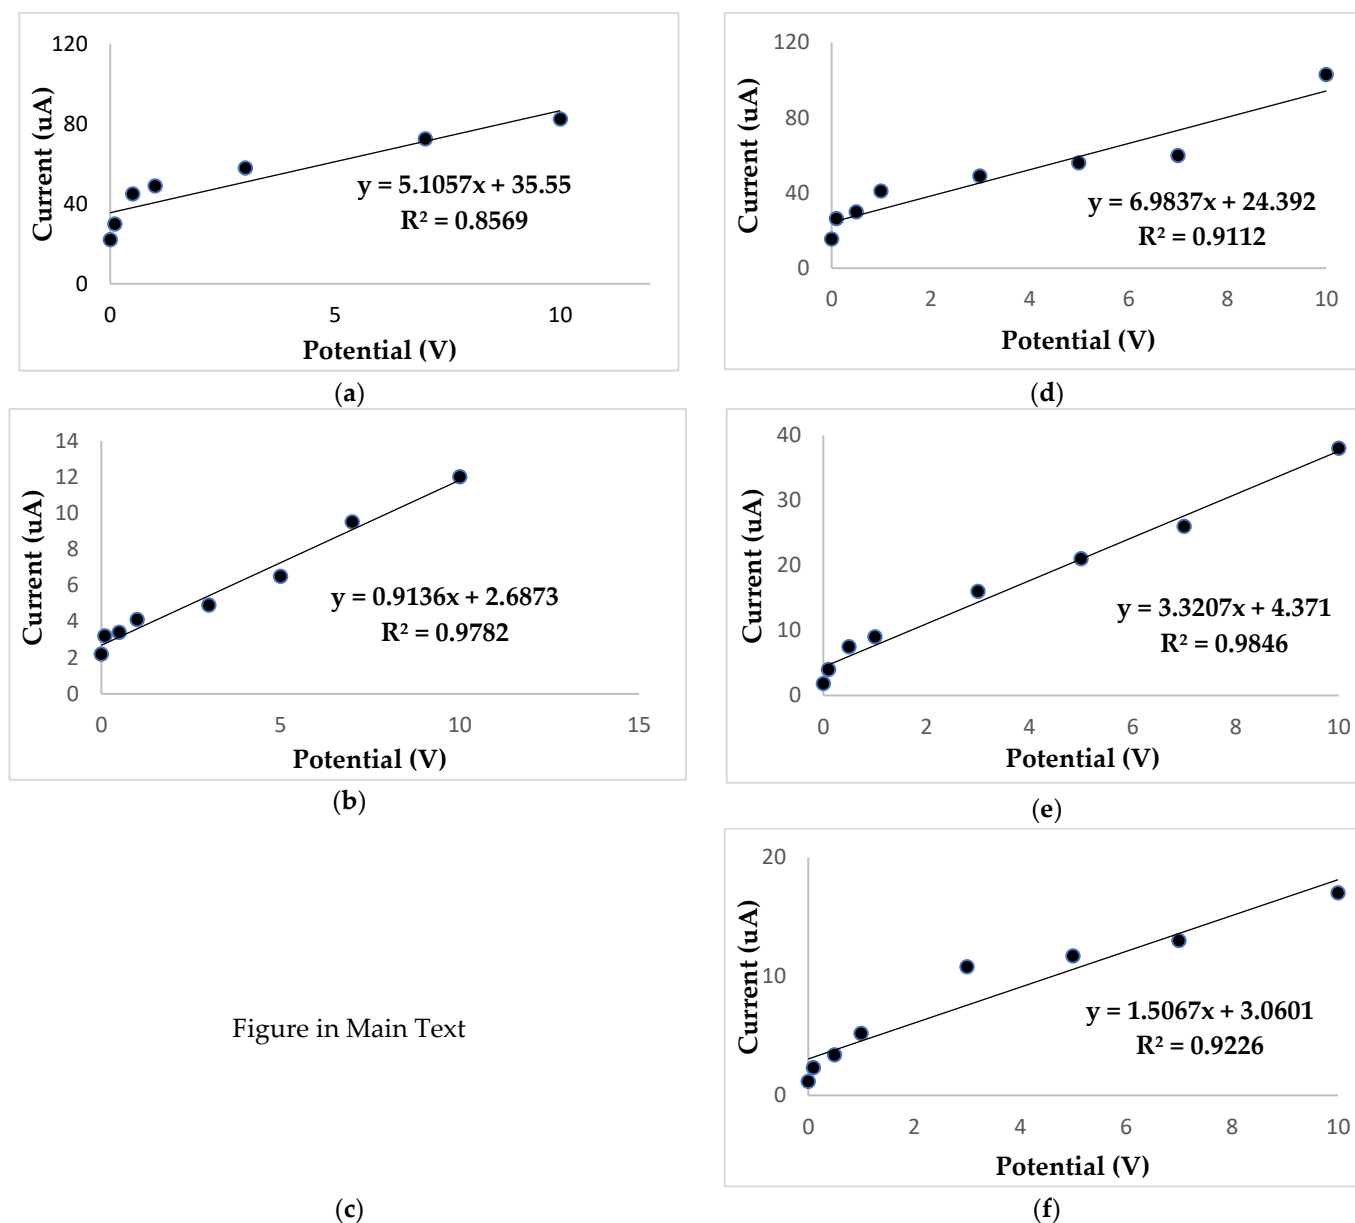 120
80
40
0
Current (uA)
y = 5.1057x + 35.55
R² = 0.8569
0 5 10
Potential (V)
(a)
120
80
40
0
Current (uA)
y = 6.9837x + 24.392
R² = 0.9112
0 2 4 6 8 10
Potential (V)
(d)
14
12
10
8
6
4
2
0
Current (uA)
y = 0.9136x + 2.6873
R² = 0.9782
0 5 10 15
Potential (V)
(b)
40
30
20
10
0
Current (uA)
y = 3.3207x + 4.371
R² = 0.9846
0 2 4 6 8 10
Potential (V)
(e)
Figure in Main Text
(c)
20
10
0
Current (uA)
y = 1.5067x + 3.0601
R² = 0.9226
0 2 4 6 8 10
Potential (V)
(f)